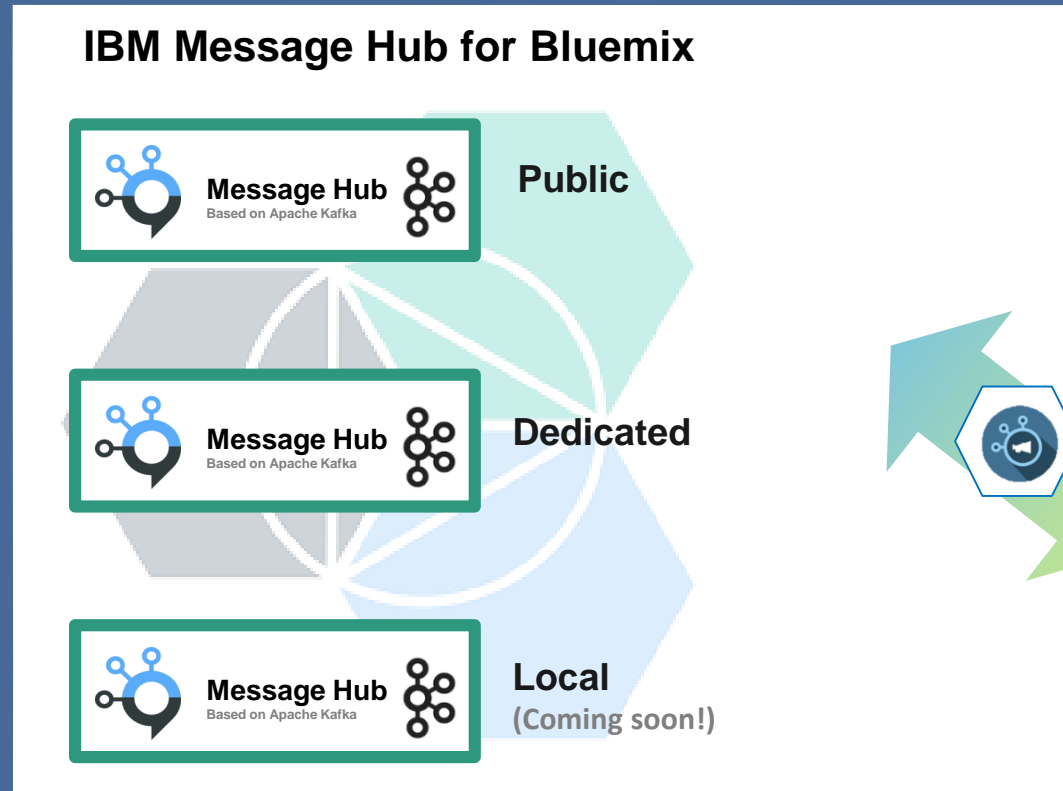 IBM Message Hub for Bluemix
Message Hub
Based on Apache Kafka
Public
Message Hub
Based on Apache Kafka
Dedicated
Message Hub
Based on Apache Kafka
Local
(Coming soon!)